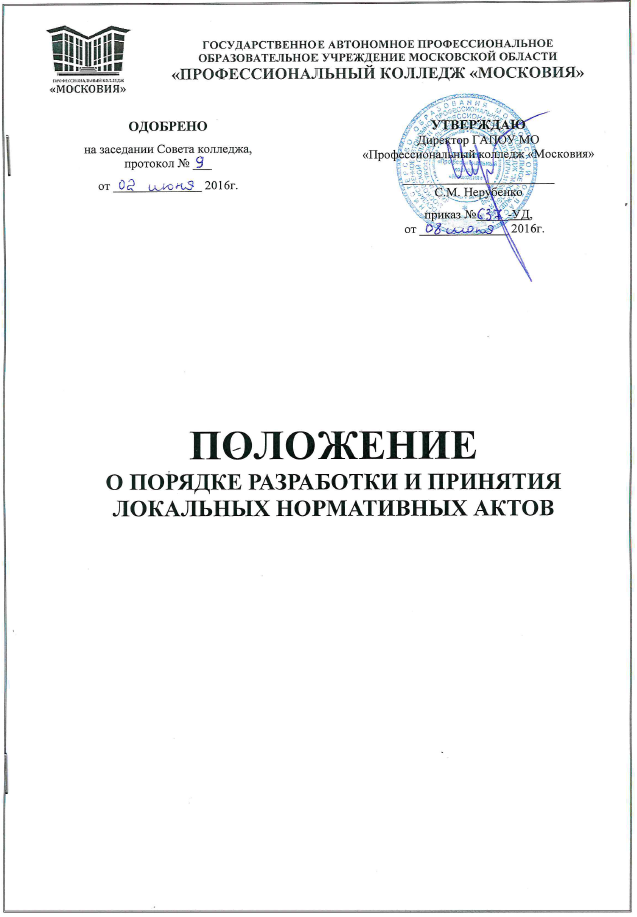 ПРОФЕССИОНАЛЬНЫЙ КОЛЛЕДЖ
«МОСКОВИЯ»
ГОСУДАРСТВЕННОЕ АВТОНОМНОЕ ПРОФЕССИОНАЛЬНОЕ
ОБРАЗОВАТЕЛЬНОЕ УЧРЕЖДЕНИЕ МОСКОВСКОЙ ОБЛАСТИ
«ПРОФЕССИОНАЛЬНЫЙ КОЛЛЕДЖ «МОСКОВИЯ»
ОДОБРЕНО
на заседании Совета колледжа,
протокол № 9
от 02 июня 2016г.
УТВЕРЖДАЮ
Директор ГАПОУ МО
«Профессиональный колледж «Московия»
С.М. Нерубенко
приказ № 637 -УД,
от 08 июня 2016г.
ПОЛОЖЕНИЕ
О ПОРЯДКЕ РАЗРАБОТКИ И ПРИНЯТИЯ
ЛОКАЛЬНЫХ НОРМАТИВНЫХ АКТОВ